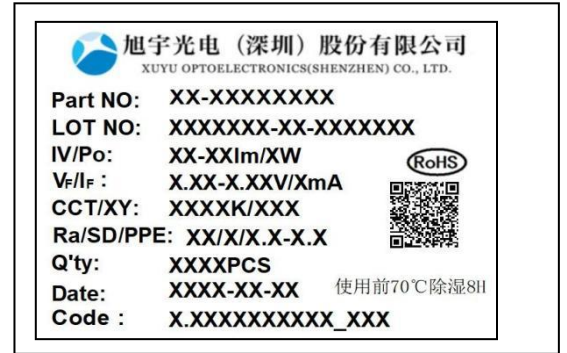 旭宇光电（深圳）股份有限公司
XUYU OPTOELECTRONICS(SHENZHEN) CO., LTD.
Part NO: XX-XXXXXXXX
LOT NO: XXXXXXX-XX-XXXXXXX
IV/Po: XX-XXlm/XW
RoHS
VF/IF : X.XX-X.XXV/XmA
CCT/XY: XXXXK/XXX
Ra/SD/PPE: XX/X/X.X-X.X
Q'ty: XXXXPCS
Date: XXXX-XX-XX 使用前70℃除湿8H
Code : X.XXXXXXXXXX_XXX